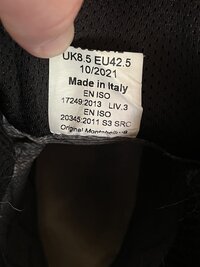 UK8.5 EU42.5
10/2021
Made in Italy
EN ISO
17249:2013 LIV.3
EN ISO
20345:2011 S3 SRC
Original